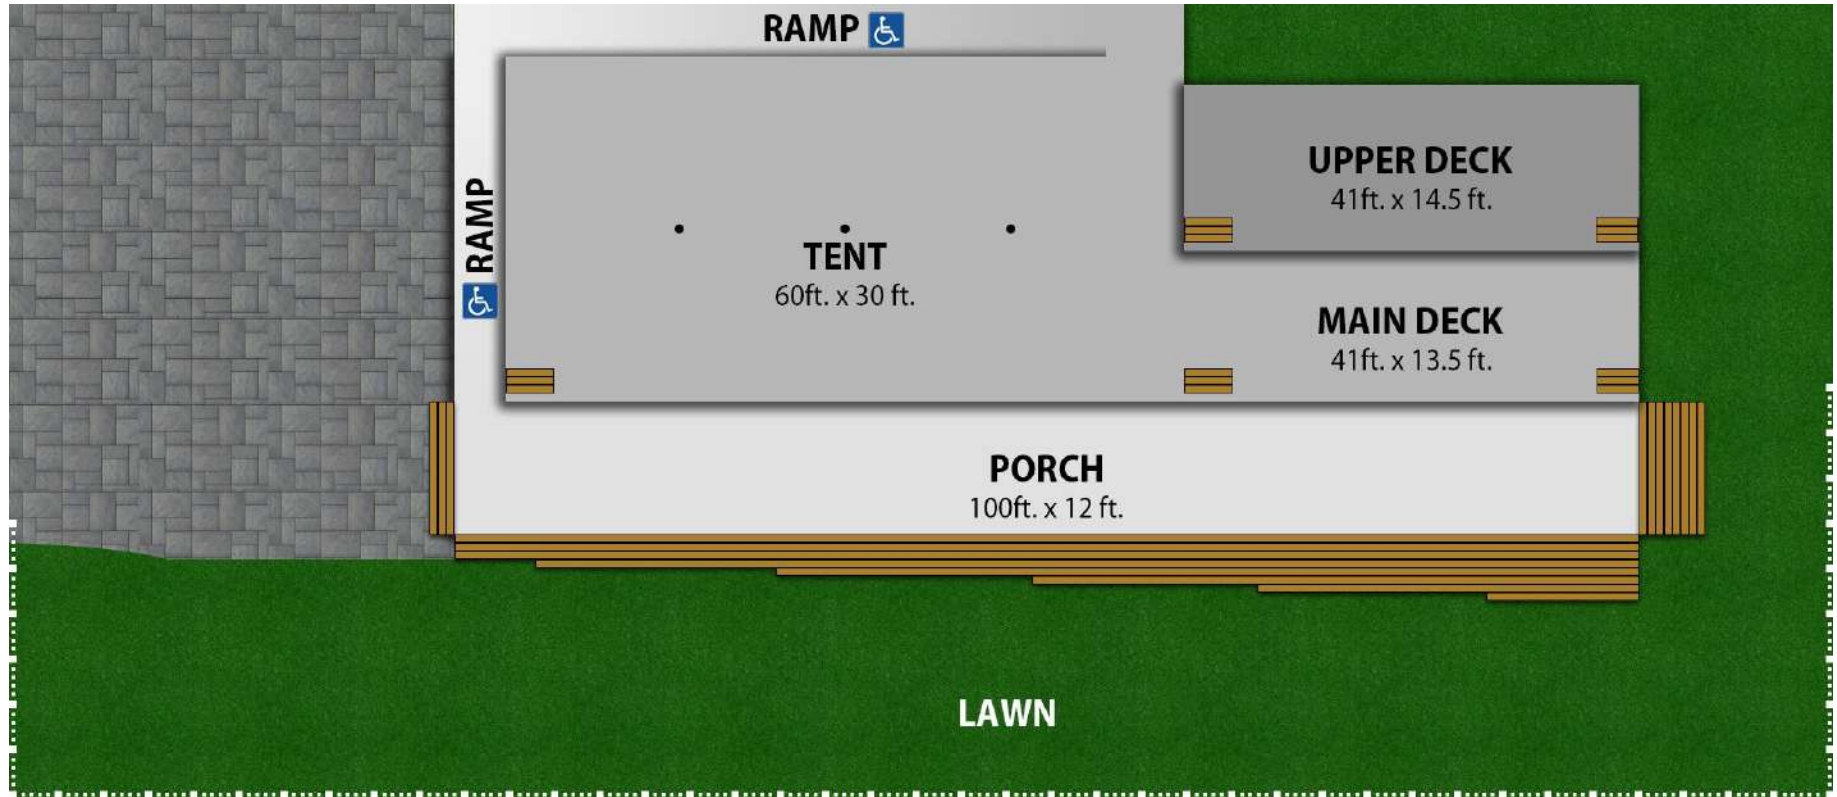 RAMP
RAMP
UPPER DECK
41ft. x 14.5 ft.
TENT
60ft. x 30 ft.
MAIN DECK
41ft. x 13.5 ft.
PORCH
100ft. x 12 ft.
LAWN